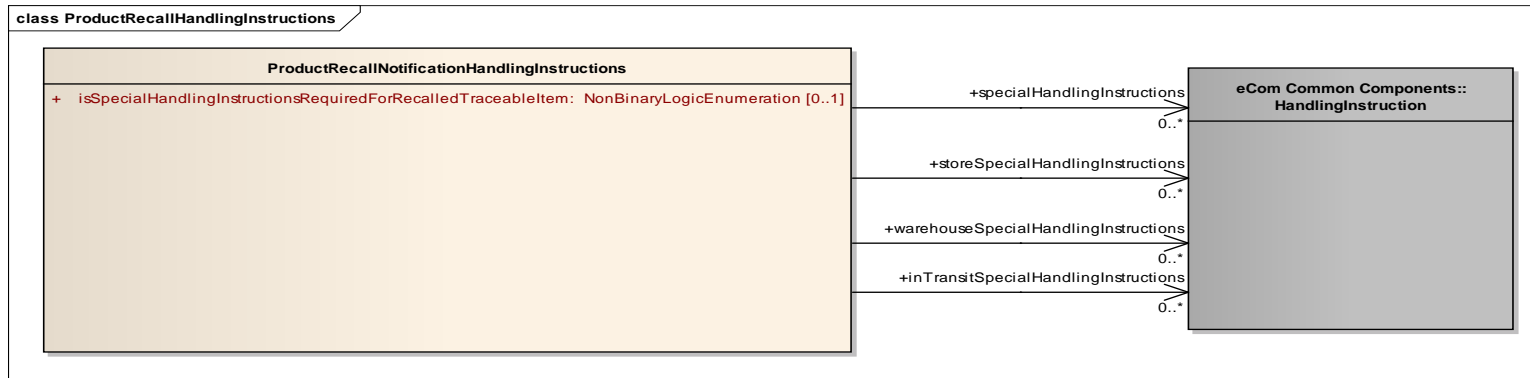 class ProductRecallHandlingInstructions
ProductRecallNotificationHandlingInstructions
+ isSpecialHandlingInstructionsRequiredForRecalledTraceableItem: NonBinaryLogicEnumeration [0..1]
+specialHandlingInstructions
0..*
+storeSpecialHandlingInstructions
0..*
+warehouseSpecialHandlingInstructions
0..*
+inTransitSpecialHandlingInstructions
0..*
eCom Common Components::
HandlingInstruction